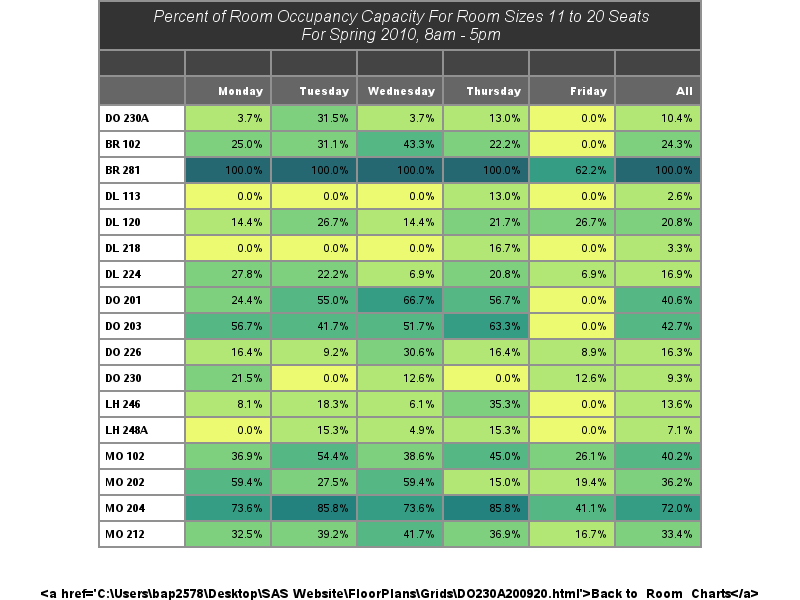 Percent of Room Occupancy Capacity For Room Sizes 11 to 20 Seats
For Spring 2010, 8am - 5pm
Monday Tuesday Wednesday Thursday Friday All
DO 230A 3.7% 31.5% 3.7% 13.0% 0.0% 10.4%
BR 102 25.0% 31.1% 43.3% 22.2% 0.0% 24.3%
BR 281 100.0% 100.0% 100.0% 100.0% 62.2% 100.0%
DL 113 0.0% 0.0% 0.0% 13.0% 0.0% 2.6%
DL 120 14.4% 26.7% 14.4% 21.7% 26.7% 20.8%
DL 218 0.0% 0.0% 0.0% 16.7% 0.0% 3.3%
DL 224 27.8% 22.2% 6.9% 20.8% 6.9% 16.9%
DO 201 24.4% 55.0% 66.7% 56.7% 0.0% 40.6%
DO 203 56.7% 41.7% 51.7% 63.3% 0.0% 42.7%
DO 226 16.4% 9.2% 30.6% 16.4% 8.9% 16.3%
DO 230 21.5% 0.0% 12.6% 0.0% 12.6% 9.3%
LH 246 8.1% 18.3% 6.1% 35.3% 0.0% 13.6%
LH 248A 0.0% 15.3% 4.9% 15.3% 0.0% 7.1%
MO 102 36.9% 54.4% 38.6% 45.0% 26.1% 40.2%
MO 202 59.4% 27.5% 59.4% 15.0% 19.4% 36.2%
MO 204 73.6% 85.8% 73.6% 85.8% 41.1% 72.0%
MO 212 32.5% 39.2% 41.7% 36.9% 16.7% 33.4%
<a href='C:\Users\bap2578\Desktop\SAS Website\FloorPlans\Grids\DO230A200920.html'>Back to Room Charts</a>